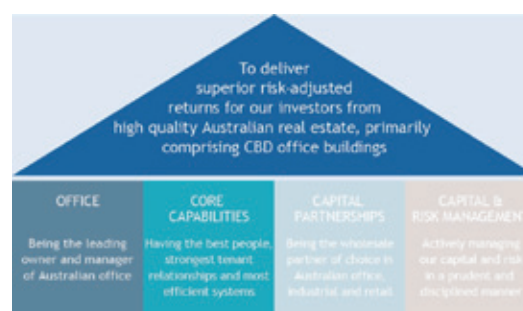 To deliver
superior risk-adjusted
returns for our investors from
high quality Australian real estate, primarily
comprising CBD office buildings
OFFICE
Being the leading
owner and manager
of Australian office
CORE
CAPABILITIES
Having the best people,
strongest tenant
relationships and most
efficient systems
CAPITAL
PARTNERSHIPS
Being the wholesale
partner of choice in
Australian office,
industrial and retail
CAPITAL &
RISK MANAGEMEN
Actively managing
our capital and risk
in a prudent and
disciplined manner